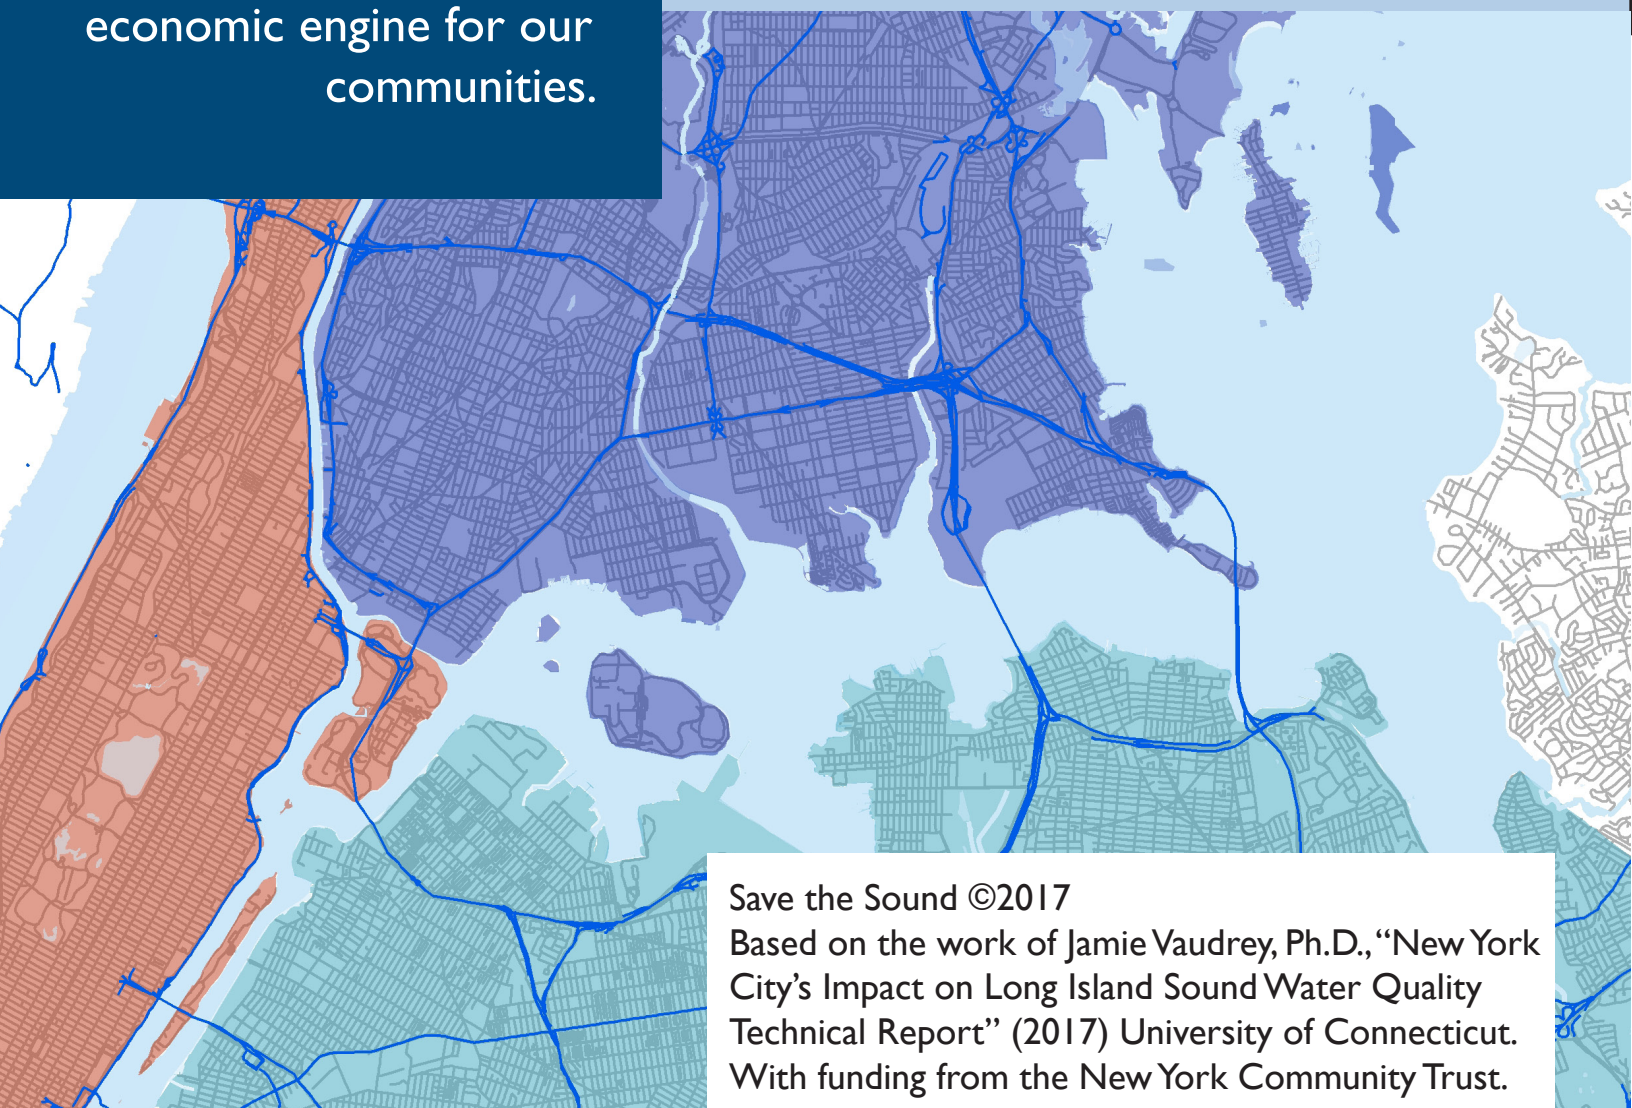 economic engine for our
communities.
Save the Sound ©2017
Based on the work of Jamie Vaudrey, Ph.D., “New York
City’s Impact on Long Island Sound Water Quality
Technical Report” (2017) University of Connecticut.
With funding from the New York Community Trust.